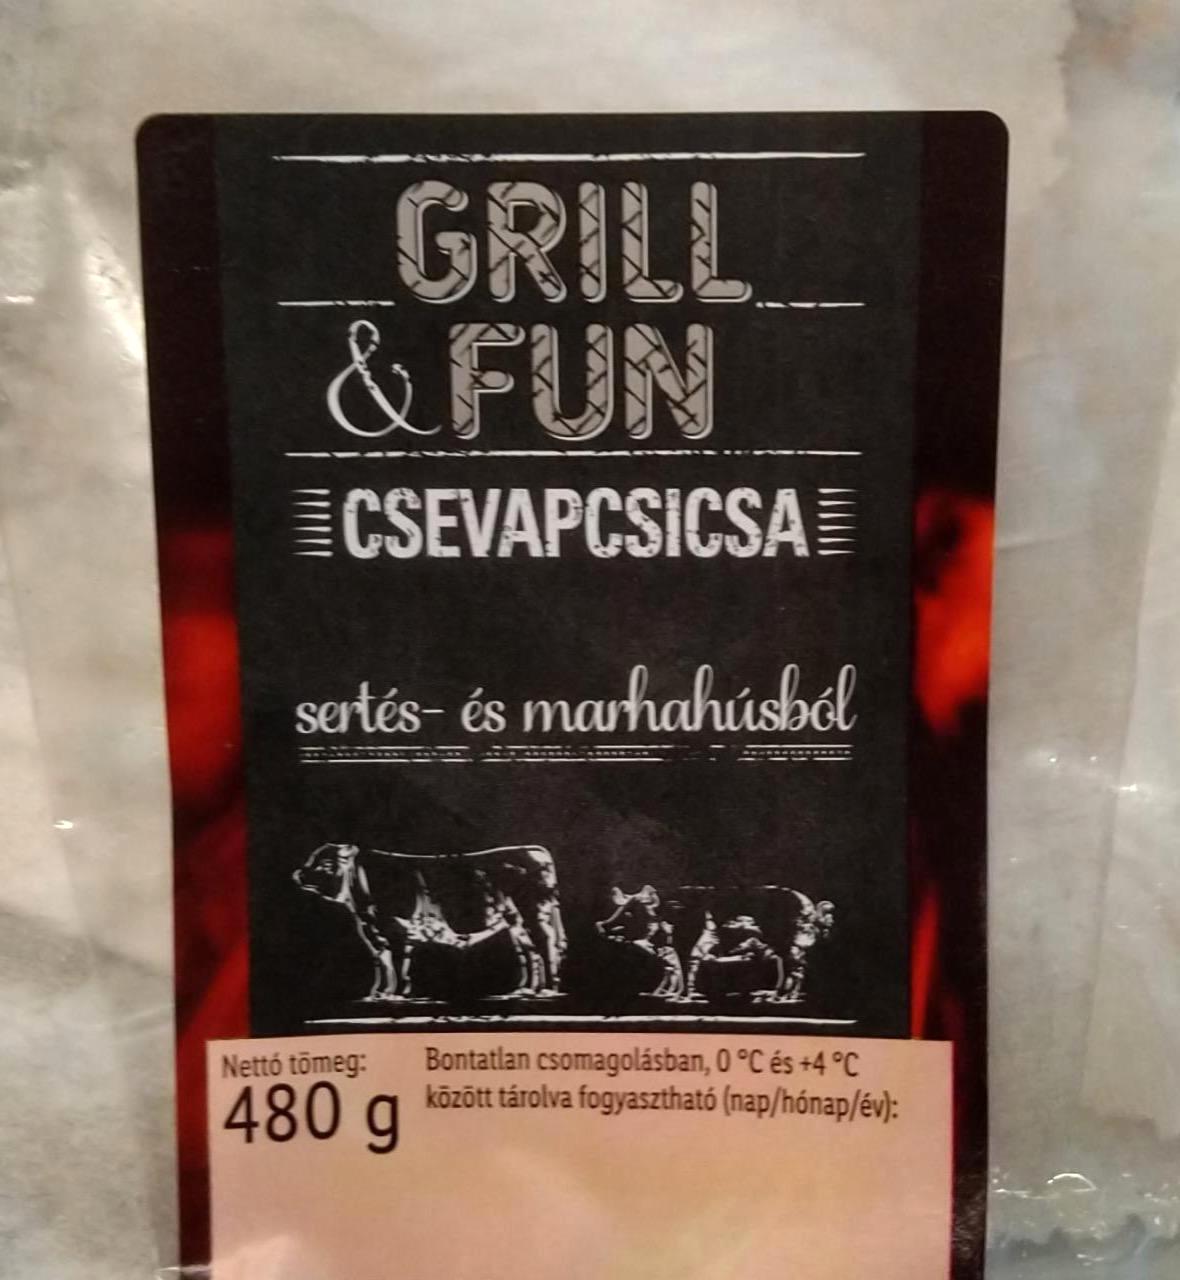 GRILL
& FUN
CSEVAPCSICSA
sertés- és marhahúsból
Nettó tömeg:
480 g
Bontatlan csomagolásban, 0 °C és +4 °C
között tárolva fogyasztható (nap/hónap/év):